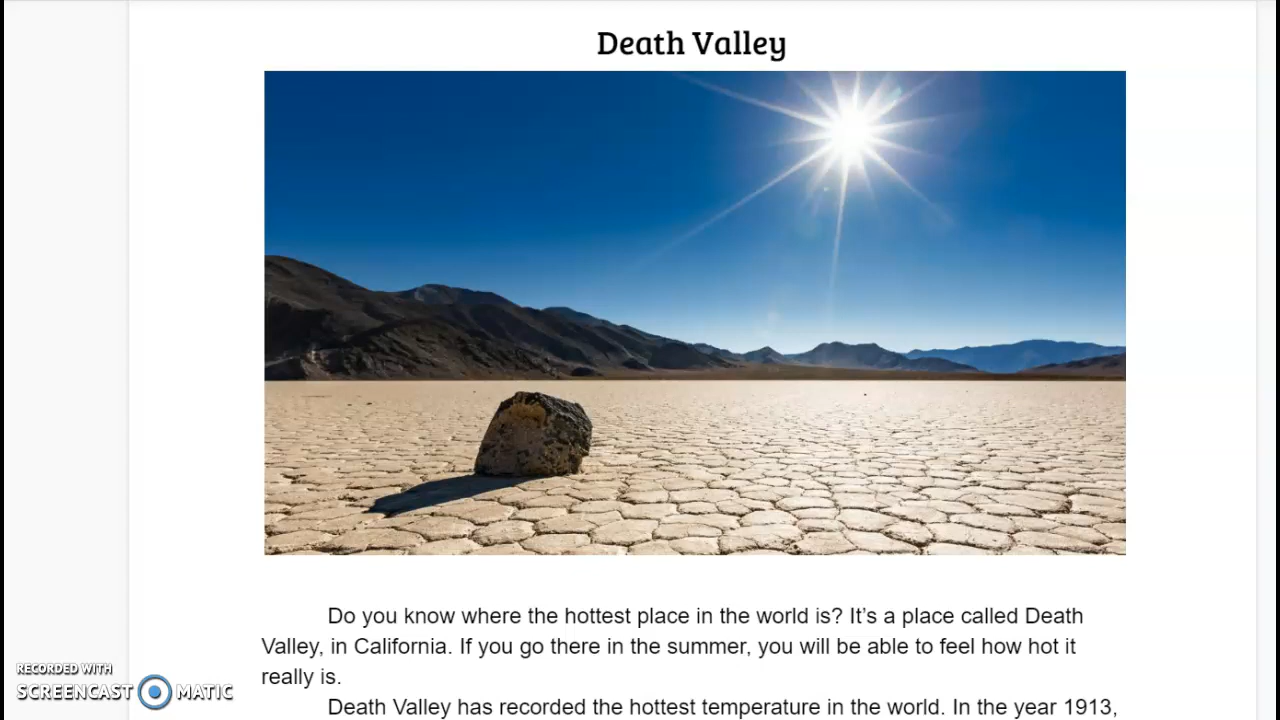 Death Valley
Do you know where the hottest place in the world is? It’s a place called Death
Valley, in California. If you go there in the summer, you will be able to feel how hot it
really is.
Death Valley has recorded the hottest temperature in the world. In the year 1913,
RECORDED WITH
SCREENCAST MATIC